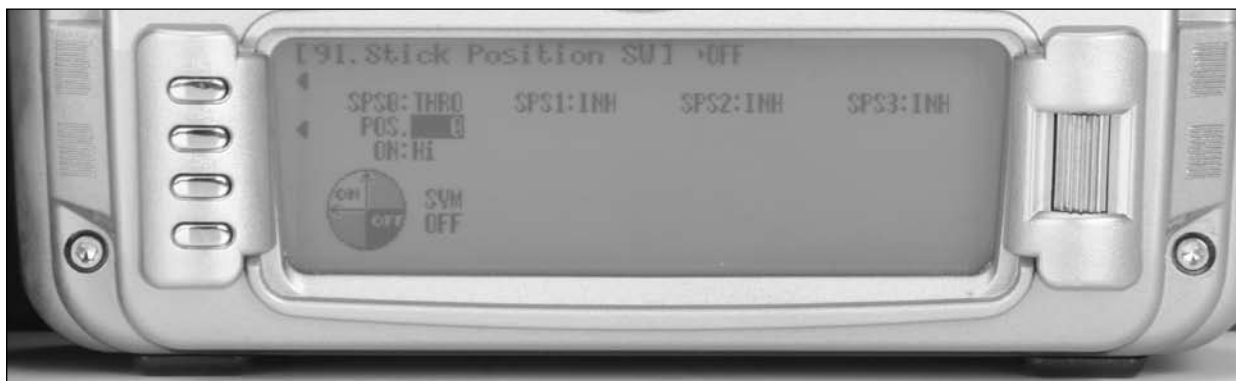 [91.Stick Position SW] ▸OFF
SPS0:THRO SPS1:INH SPS2:INH SPS3:INH
POS. 0
ON:Hi
ON SYM
OFF OFF